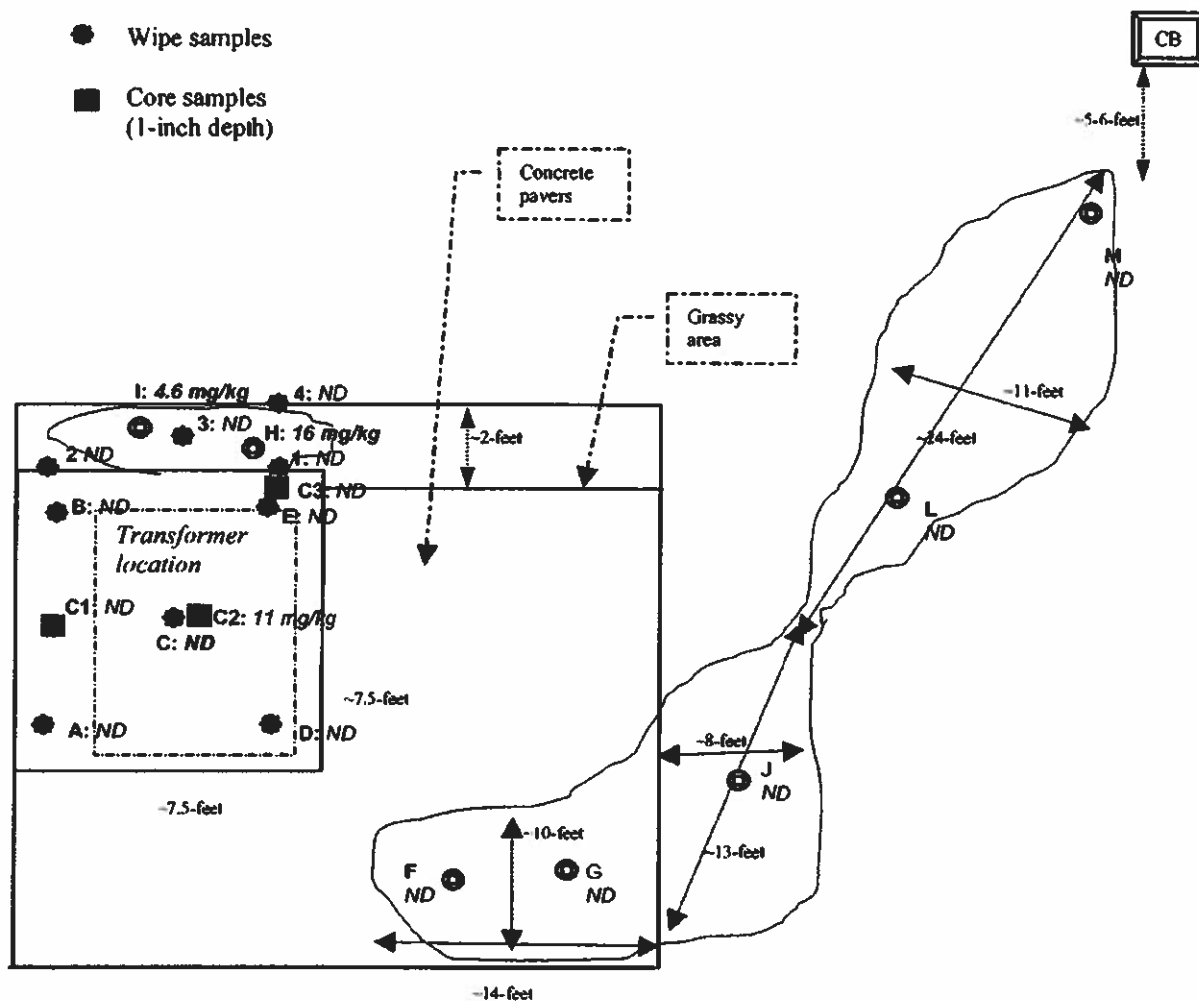 Wipe samples
Core samples
(1-inch depth)
CB
~5-6-feet
Concrete
pavers
Grassy
area
M
ND
~11-feet
~24-feet
L
ND
I: 4.6 mg/kg
4: ND
3: ND
H: 16 mg/kg
~2-feet
2 ND
1: ND
C3: ND
B: ND
E: ND
Transformer
location
C1: ND
C2: 11 mg/kg
C: ND
~7.5-feet
A: ND
D: ND
~7.5-feet
~8-feet
J
ND
~10-feet
~13-feet
F
ND
G
ND
~14-feet